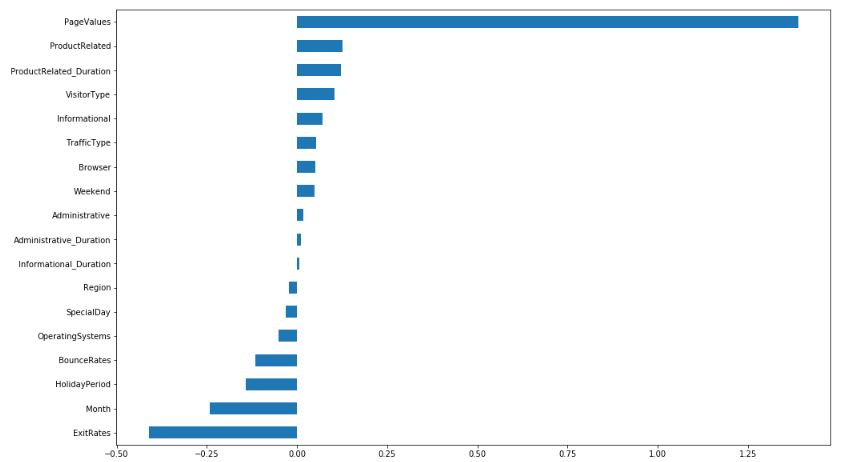 PageValues
ProductRelated
ProductRelated_Duration
VisitorType
Informational
TrafficType
Browser
Weekend
Administrative
Administrative_Duration
Informational_Duration
Region
SpecialDay
OperatingSystems
BounceRates
HolidayPeriod
Month
ExitRates
−0.50 −0.25 0.00 0.25 0.50 0.75 1.00 1.25